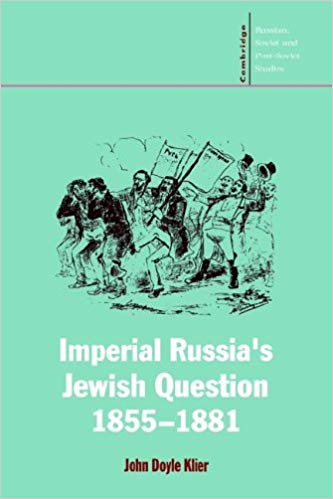 Cambridge
Russian,
Soviet and
Post-Soviet
Studies
Imperial Russia's
Jewish Question
1855–1881
John Doyle Klier